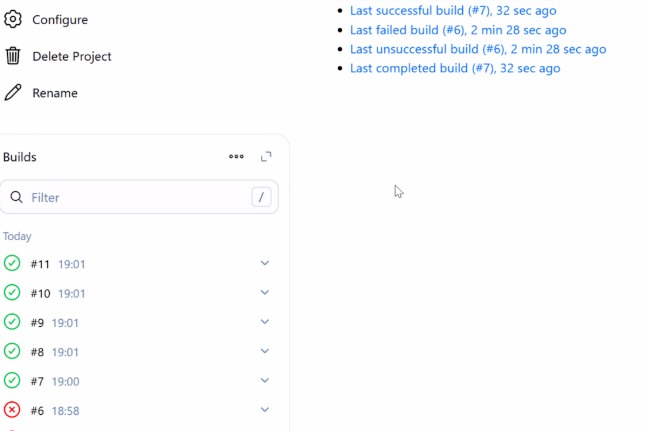 Configure
Delete Project
Rename
Last successful build (#7), 32 sec ago
Last failed build (#6), 2 min 28 sec ago
Last unsuccessful build (#6), 2 min 28 sec ago
Last completed build (#7), 32 sec ago
Builds
Filter /
Today
#11 19:01
#10 19:01
#9 19:01
#8 19:01
#7 19:00
#6 18:58